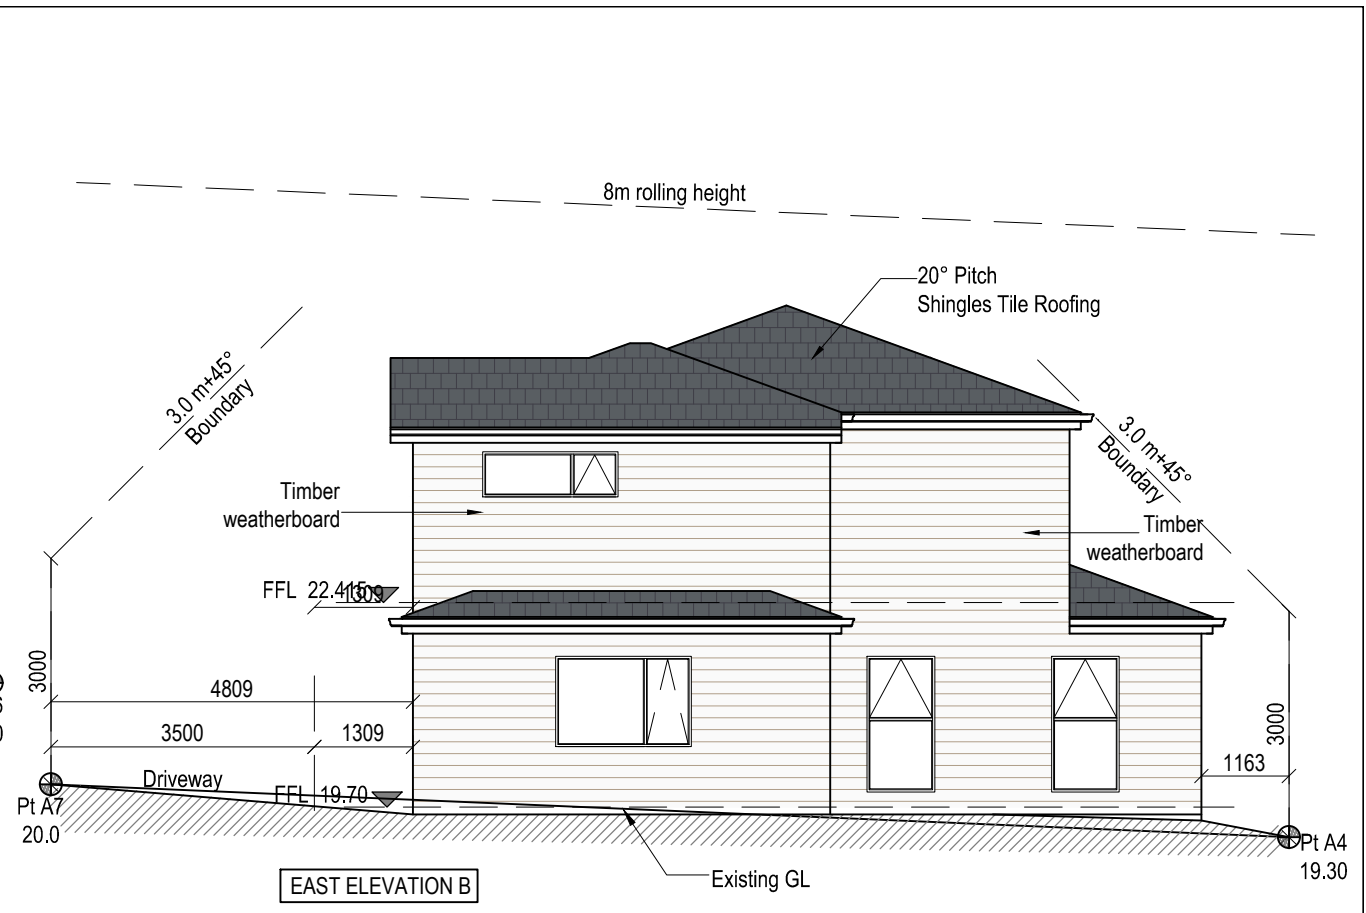 8m rolling height
20° Pitch
Shingles Tile Roofing
3.0 m+45°
Boundary
3.0 m+45°
Boundary
Timber
weatherboard
Timber
weatherboard
FFL 22.415
1309
3000
4809
3500
1309
3000
1163
Driveway
FFL 19.70
Pt A7
20.0
Pt A4
19.30
Existing GL
EAST ELEVATION B